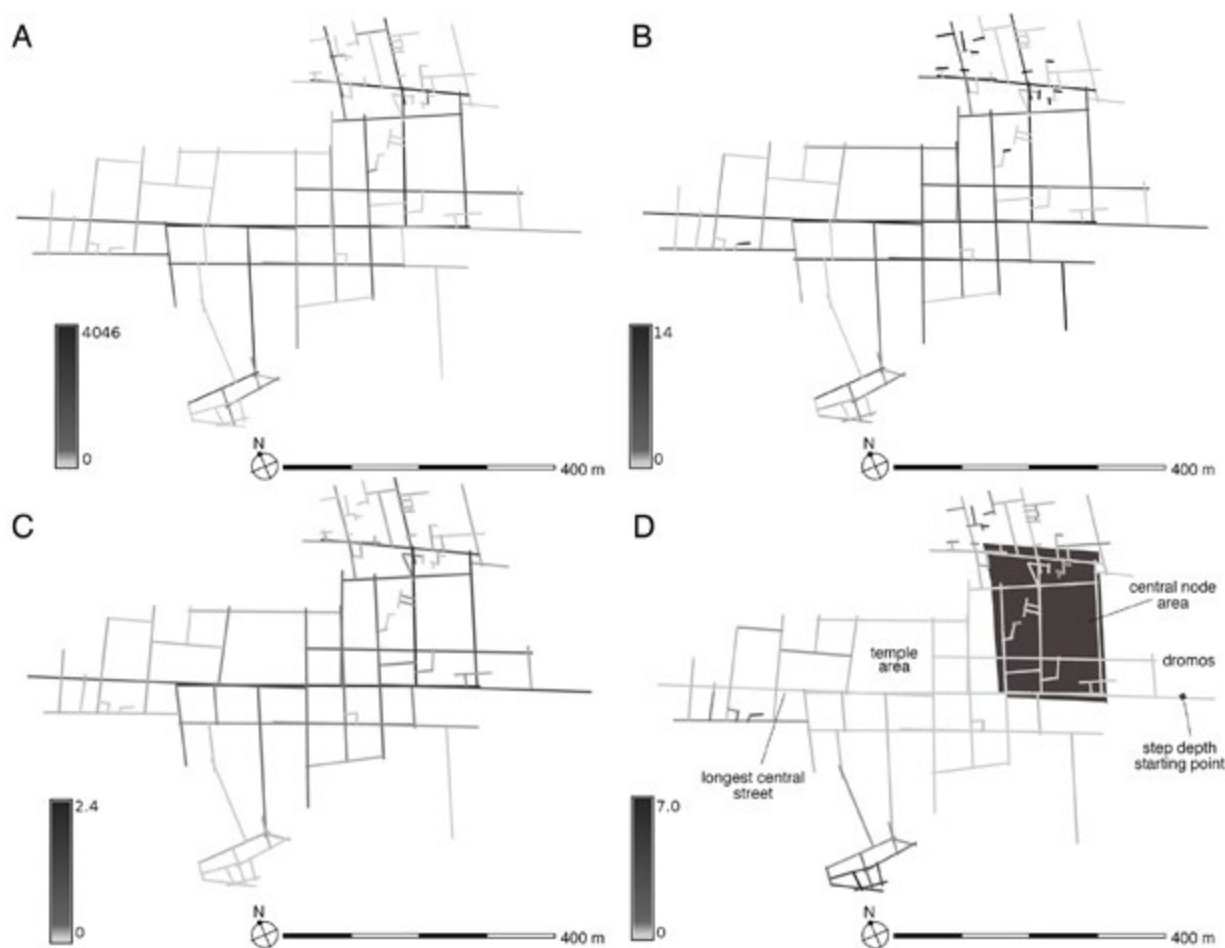 A
4046
0
N
400 m
B
14
0
N
400 m
C
2.4
0
N
400 m
D
central node
area
temple
area
dromos
longest central
street
step depth
starting point
7.0
0
N
400 m